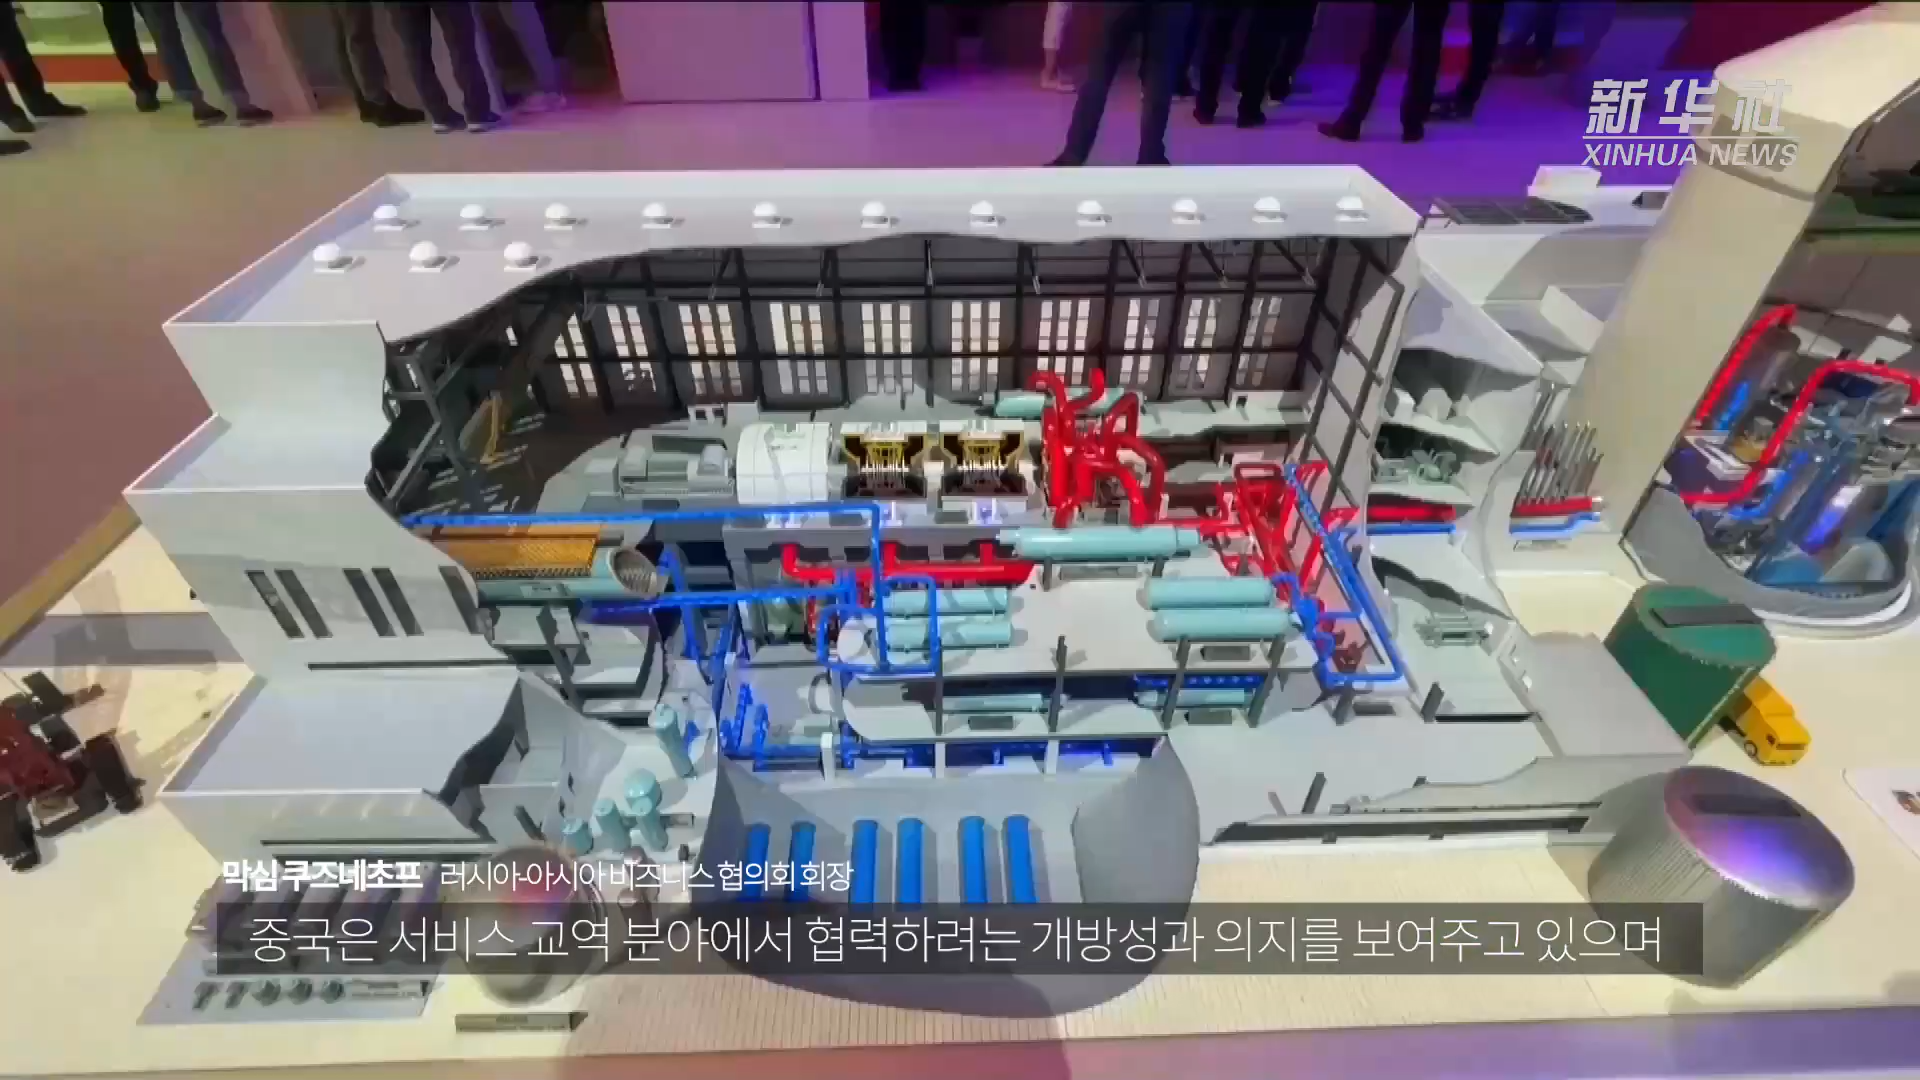 新华社
XINHUA NEWS
막심 쿠즈네초프 러시아-아시아 비즈니스 협의회 회장
중국은 서비스 교역 분야에서 협력하려는 개방성과 의지를 보여주고 있으며